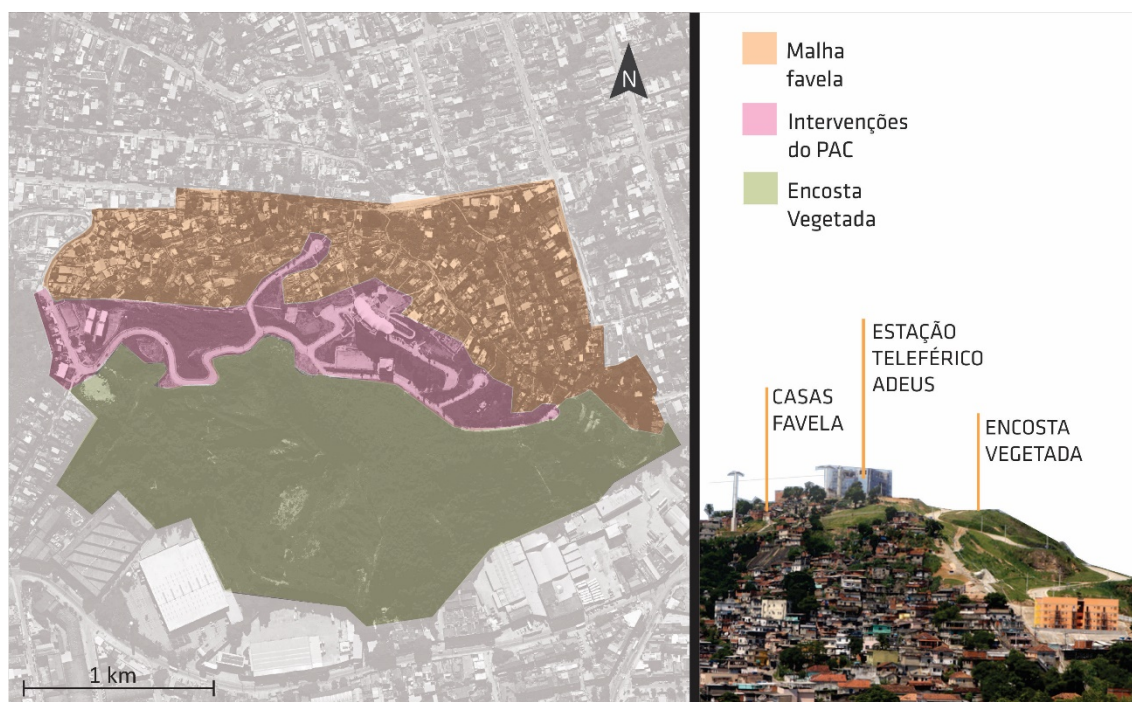 N
1 km
Malha
favela
Intervenções
do PAC
Encosta
Vegetada
CASAS
FAVELA
ESTAÇÃO
TELEFÉRICO
ADEUS
ENCOSTA
VEGETADA